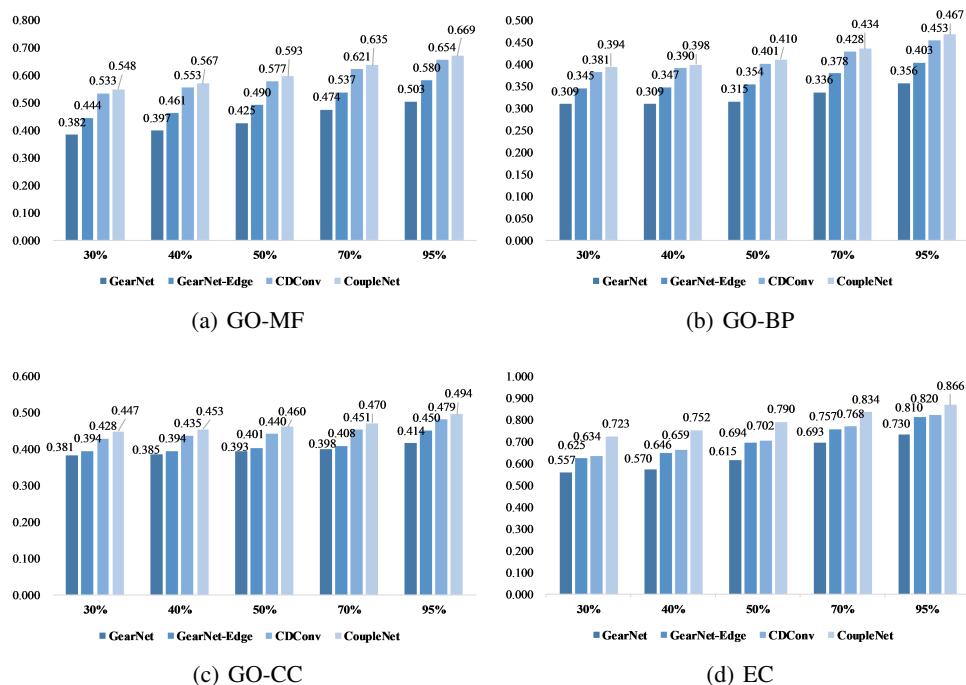 0.800
0.700
0.600
0.500
0.400
0.300
0.200
0.100
0.000
0.382 0.444 0.533 0.548
0.397 0.461 0.553 0.567
0.425 0.490 0.577 0.593
0.474 0.537 0.621 0.635
0.503 0.580 0.654 0.669
30% 40% 50% 70% 95%
GearNet GearNet-Edge CDConv CoupleNet
(a) GO-MF
0.500
0.450
0.400
0.350
0.300
0.250
0.200
0.150
0.100
0.050
0.000
0.309 0.345 0.381 0.394
0.309 0.347 0.390 0.398
0.315 0.354 0.401 0.410
0.336 0.378 0.428 0.434
0.356 0.403 0.453 0.467
30% 40% 50% 70% 95%
GearNet GearNet-Edge CDConv CoupleNet
(b) GO-BP
0.600
0.500
0.400
0.300
0.200
0.100
0.000
0.381 0.394 0.428 0.447
0.385 0.394 0.435 0.453
0.393 0.401 0.440 0.460
0.398 0.408 0.451 0.470
0.414 0.450 0.479 0.494
30% 40% 50% 70% 95%
GearNet GearNet-Edge CDConv CoupleNet
(c) GO-CC
1.000
0.900
0.800
0.700
0.600
0.500
0.400
0.300
0.200
0.100
0.000
0.557 0.625 0.634 0.723
0.570 0.646 0.659 0.752
0.615 0.694 0.702 0.790
0.693 0.757 0.768 0.834
0.730 0.810 0.820 0.866
30% 40% 50% 70% 95%
GearNet GearNet-Edge CDConv CoupleNet
(d) EC